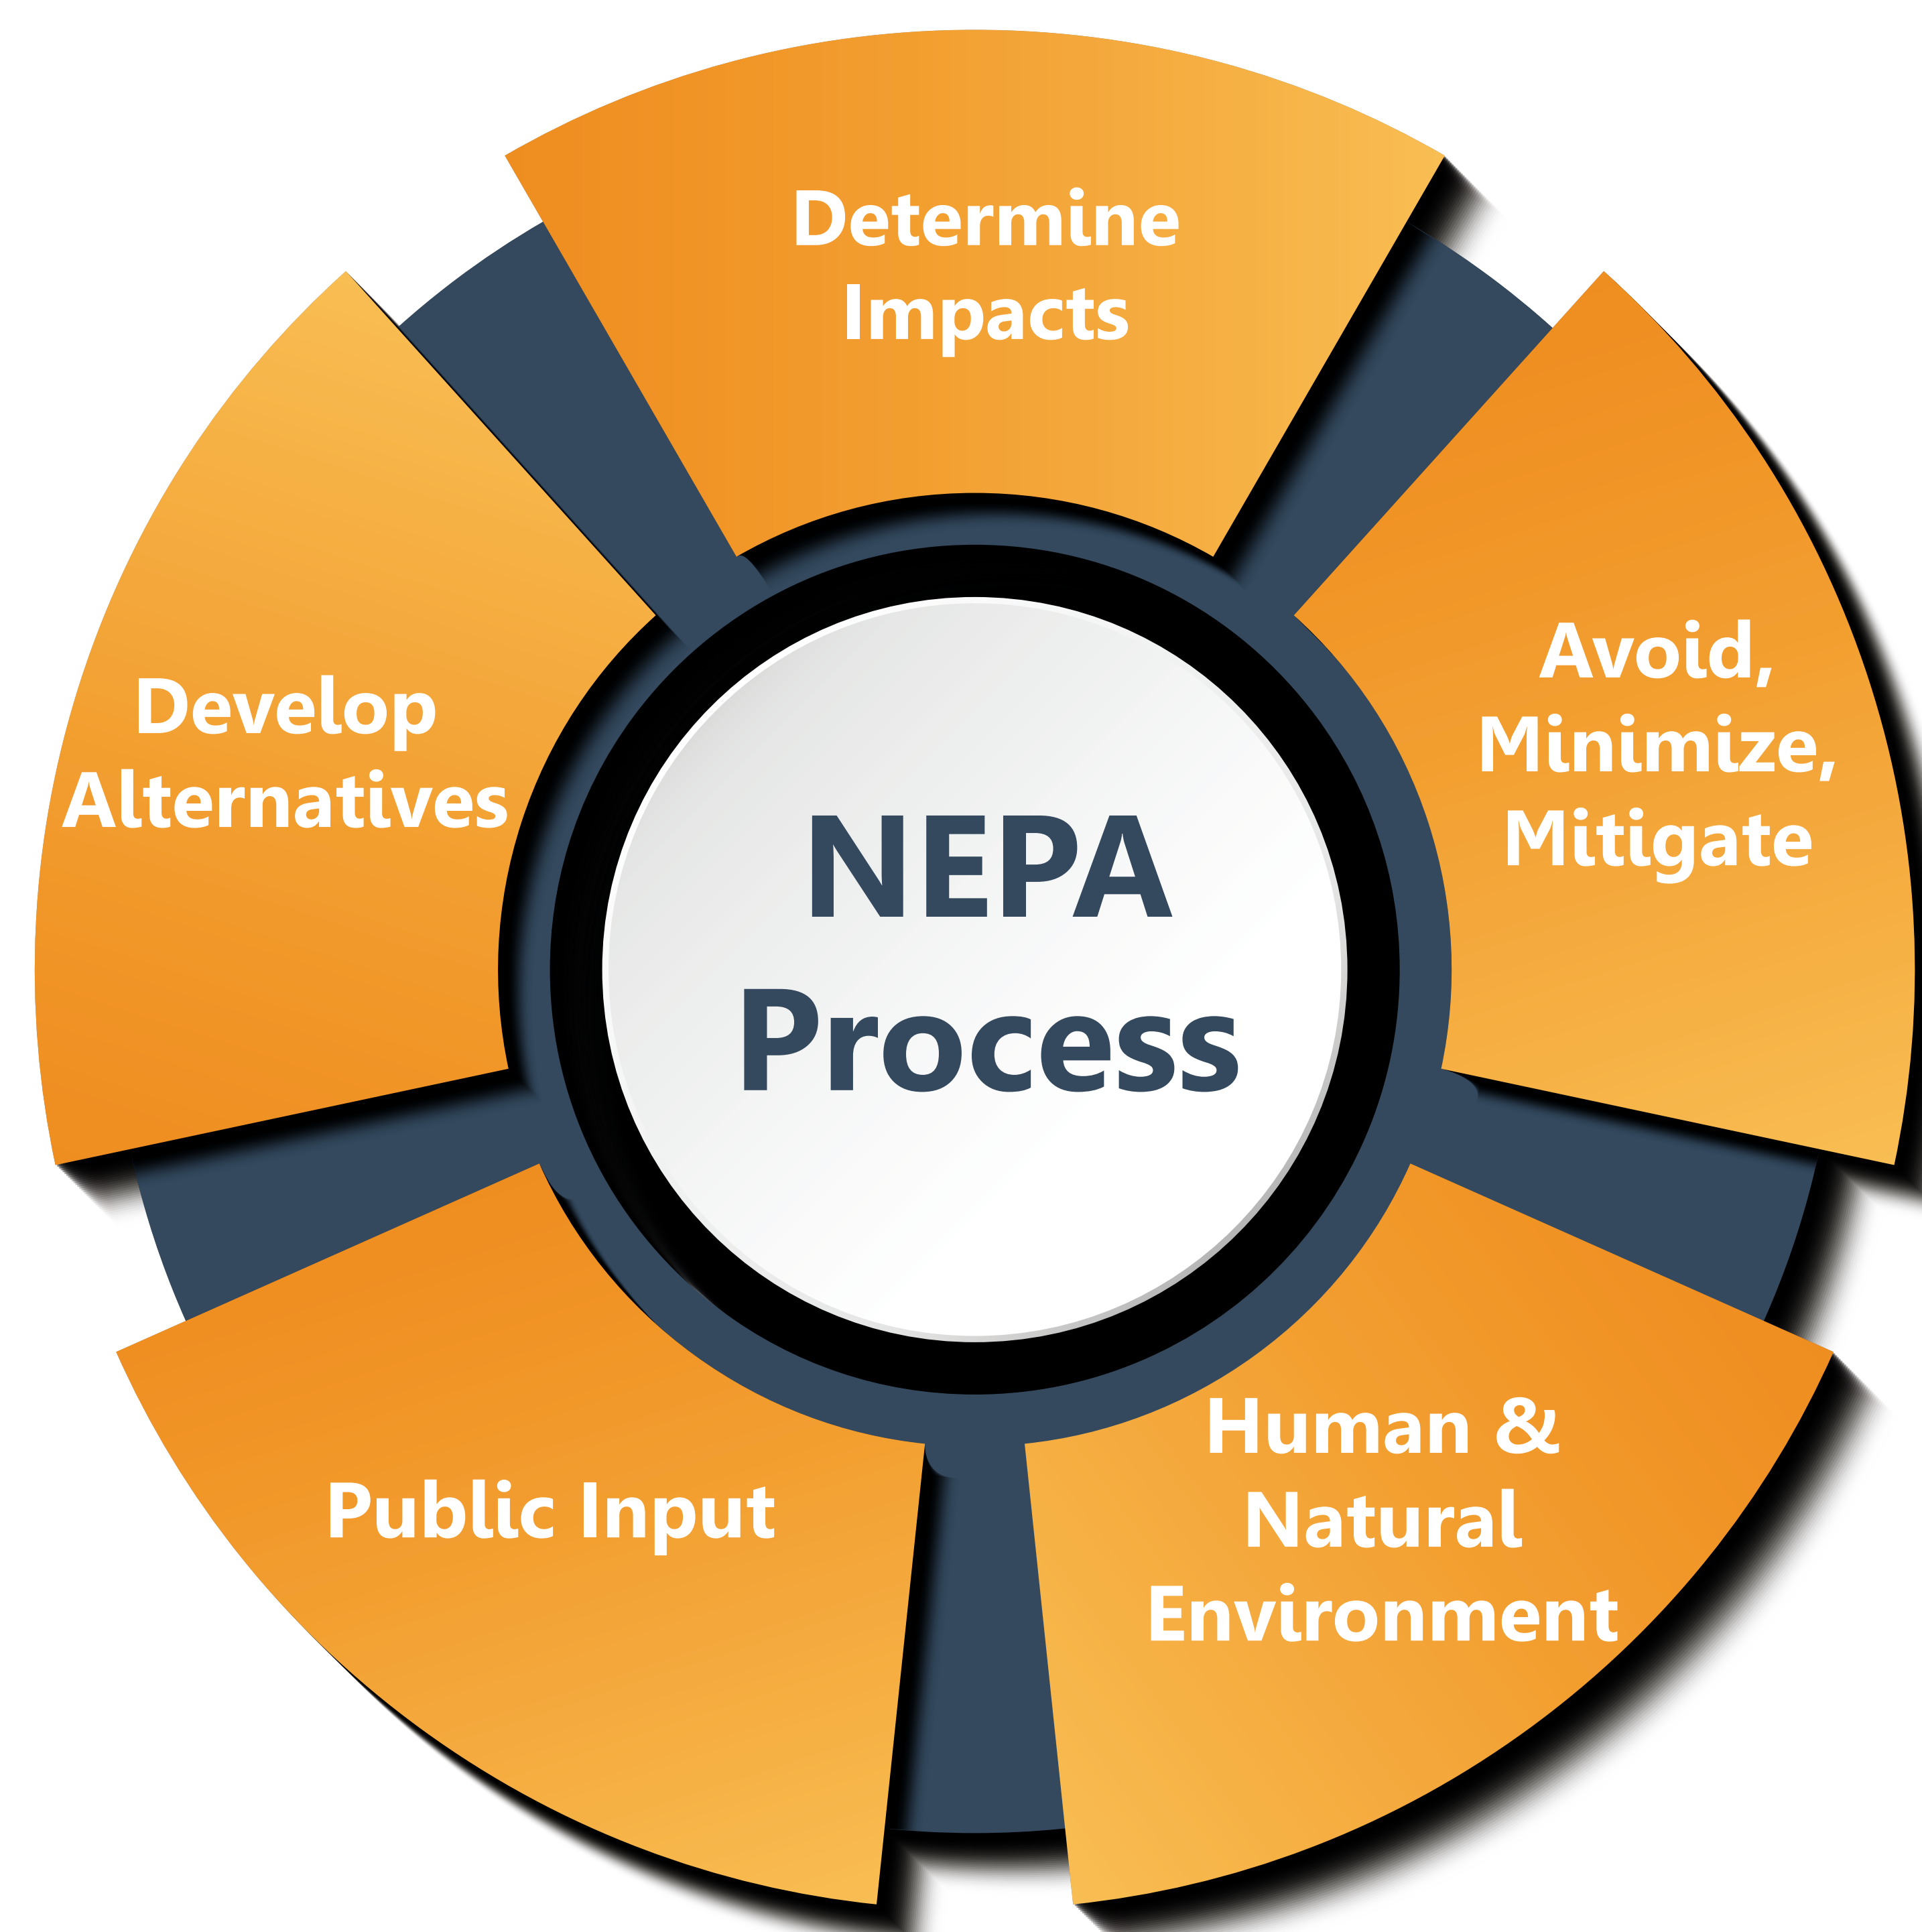 Determine
Impacts
Avoid,
Minimize,
Mitigate
Develop
Alternatives
NEPA
Process
Human &
Natural
Environment
Public Input